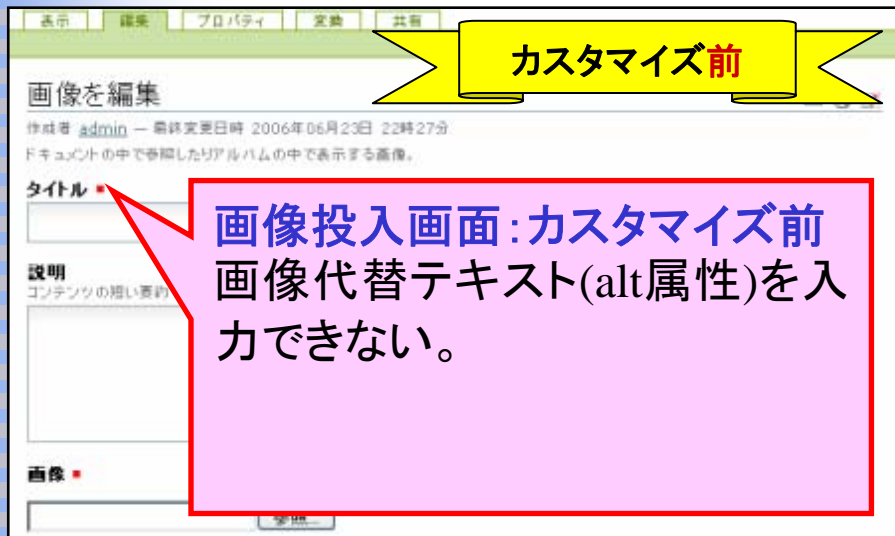 表示 編集 プロパティ 変換 共有
カスタマイズ前
画像を編集
作成者 admin — 最終変更日時 2006年06月23日 22時27分
ドキュメントの中で参照したりアルバムの中で表示する画像。
タイトル
画像投入画面:カスタマイズ前
画像代替テキスト(alt属性)を入
力できない。
説明
コンテンツの短い要約
画像
参照...